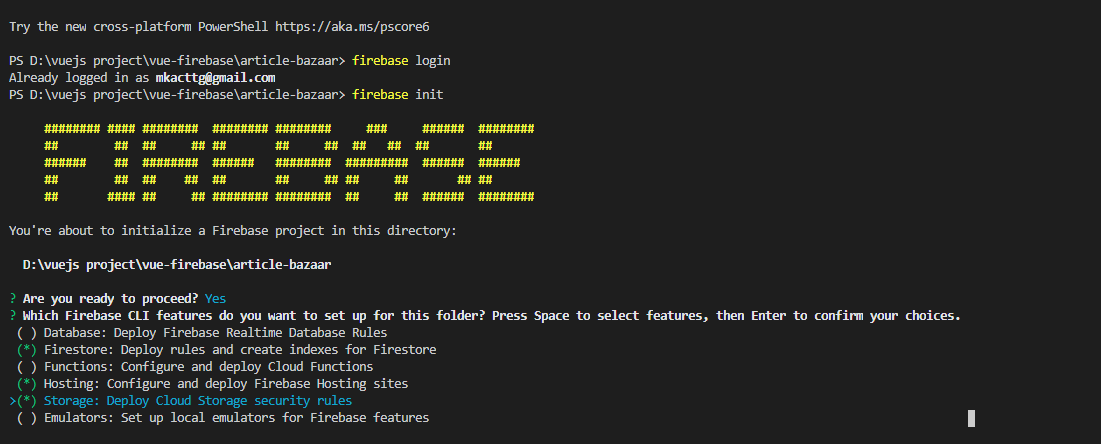 Try the new cross-platform PowerShell https://aka.ms/pscore6
PS D:\vuejs project\vue-firebase\article-bazaar> firebase login
Already logged in as mkacttg@gmail.com
PS D:\vuejs project\vue-firebase\article-bazaar> firebase init
     ######## #### ########  ######## ########     ###     ######  ########
     ##        ##  ##     ## ##       ##     ##  ##   ##  ##       ##
     ######    ##  ########  ######   ########  #########  ######  ######
     ##        ##  ##    ##  ##       ##     ## ##     ##       ## ##
     ##       #### ##     ## ######## ########  ##     ##  ######  ########
You're about to initialize a Firebase project in this directory:
  D:\vuejs project\vue-firebase\article-bazaar
? Are you ready to proceed? Yes
? Which Firebase CLI features do you want to set up for this folder? Press Space to select features, then Enter to confirm your choices.
 ( ) Database: Deploy Firebase Realtime Database Rules
 (*) Firestore: Deploy rules and create indexes for Firestore
 ( ) Functions: Configure and deploy Cloud Functions
 (*) Hosting: Configure and deploy Firebase Hosting sites
>(*) Storage: Deploy Cloud Storage security rules
 ( ) Emulators: Set up local emulators for Firebase features